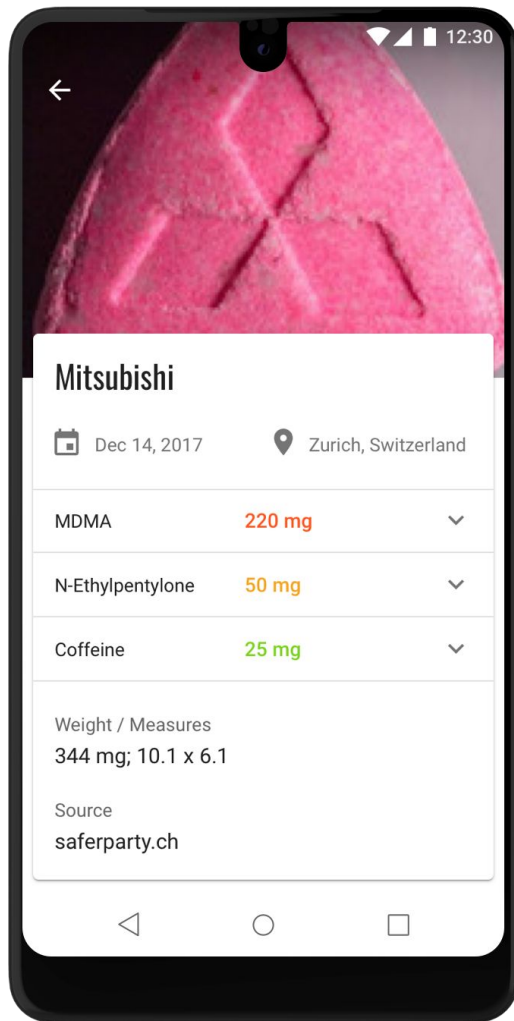 12:30
Mitsubishi
Dec 14, 2017 Zurich, Switzerland
MDMA 220 mg
N-Ethylpentylone 50 mg
Coffeine 25 mg
Weight / Measures
344 mg; 10.1 x 6.1
Source
saferparty.ch